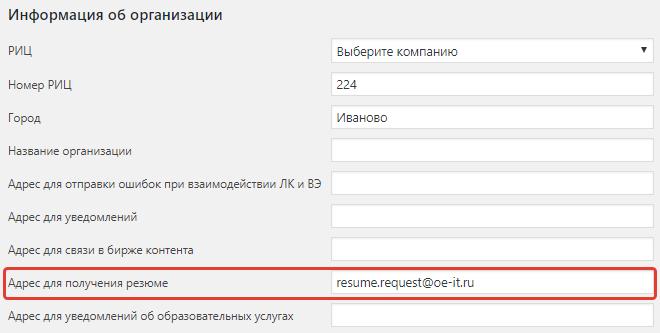 Информация об организации
РИЦ Выберите компанию
Номер РИЦ 224
Город Иваново
Название организации
Адрес для отправки ошибок при взаимодействии ЛК и ВЭ
Адрес для уведомлений
Адрес для связи в бирже контента
Адрес для получения резюме resume.request@oe-it.ru
Адрес для уведомлений об образовательных услугах